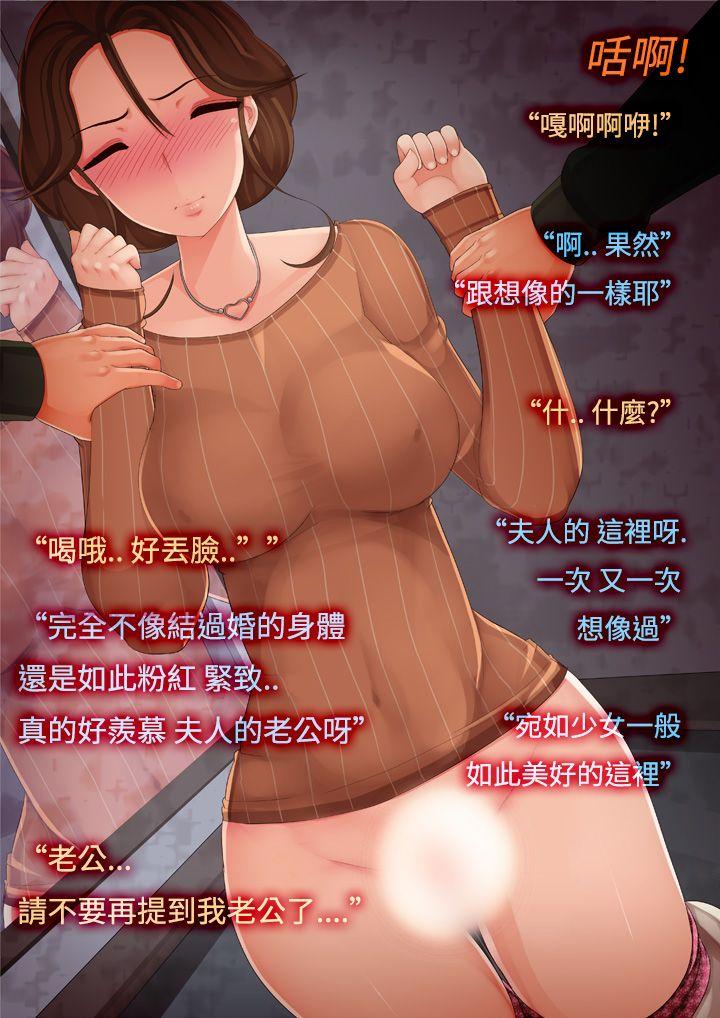 咶啊!
“嘎啊啊咿!”
“啊.. 果然”
“跟想像的一樣耶”
“什.. 什麼?”
“夫人的 這裡呀.
一次 又一次
想像過”
“喝哦.. 好丟臉..” ”
“完全不像結過婚的身體
還是如此粉紅 緊致..
真的好羨慕 夫人的老公呀”
“宛如少女一般
如此美好的這裡”
“老公...
請不要再提到我老公了....”